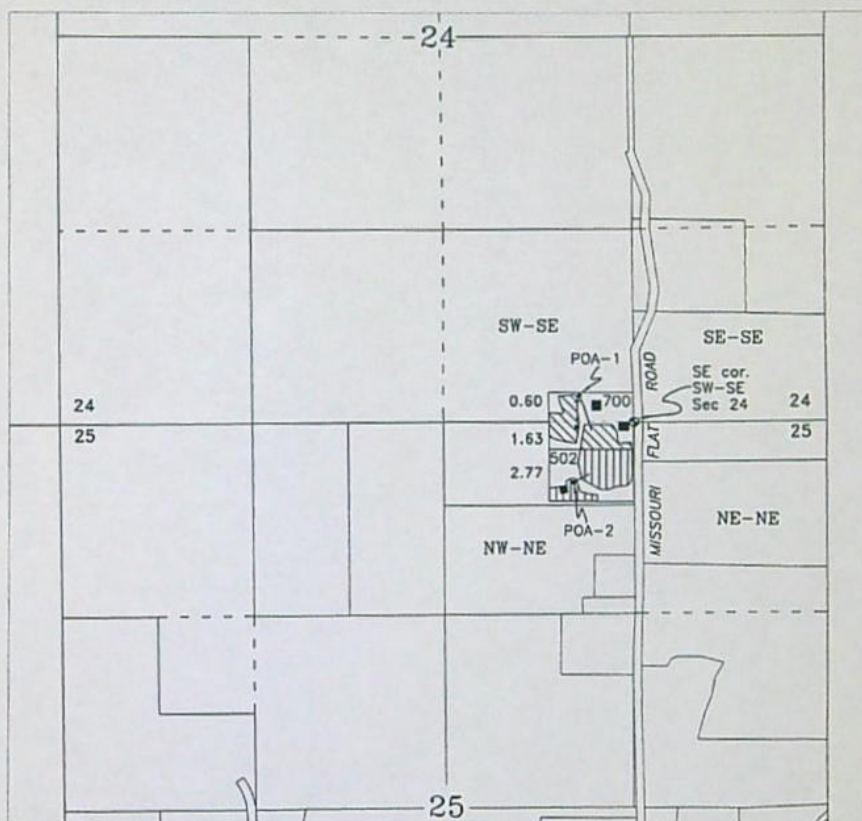 24
SW-SE
SE-SE
POA-1
ROAD
SE cor.
SW-SE
Sec 24
0.60
700
24
24
25
25
1.63
FLAT
502
2.77
MISSOURI
POA-2
NE-NE
NW-NE
25